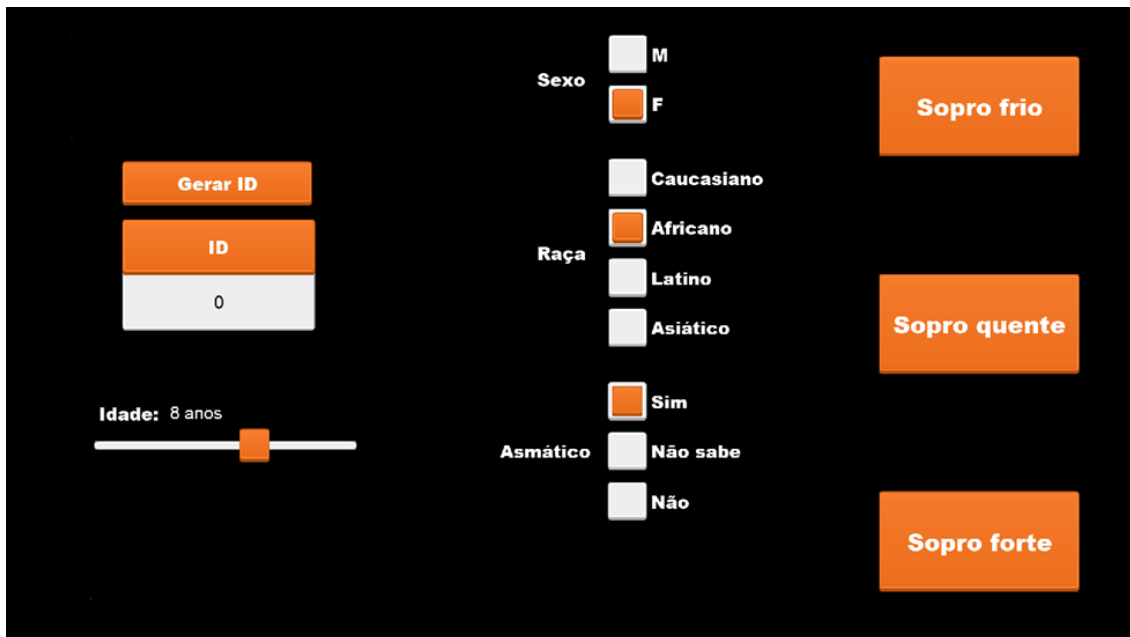 Gerar ID
ID
0
Idade: 8 anos
Sexo
M
F
Raça
Caucasiano
Africano
Latino
Asiático
Asmático
Sim
Não sabe
Não
Sopro frio
Sopro quente
Sopro forte